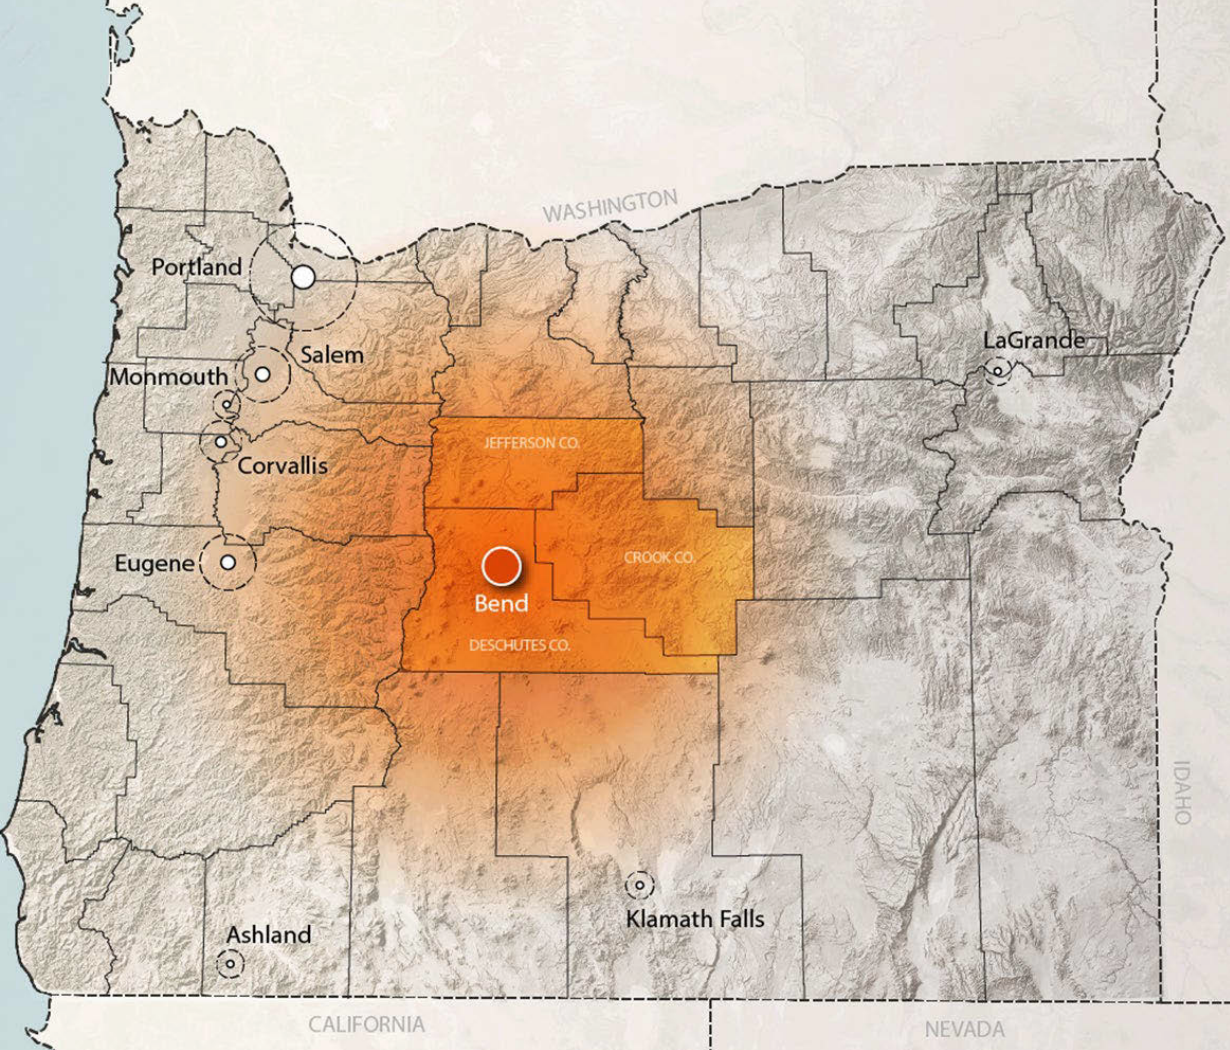 WASHINGTON
Portland
LaGrande
Salem
Monmouth
JEFFERSON CO.
Corvallis
CROOK CO.
Eugene
Bend
DESCHUTES CO.
IDAHO
Klamath Falls
Ashland
CALIFORNIA
NEVADA